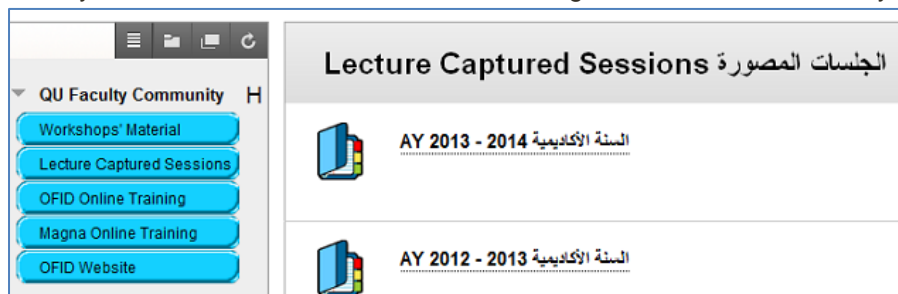 QU Faculty Community
Workshops' Material
Lecture Captured Sessions
OFID Online Training
Magna Online Training
OFID Website
Lecture Captured Sessions الجلسات المصورة
AY 2013 - 2014 السنة الأكاديمية
AY 2012 - 2013 السنة الأكاديمية